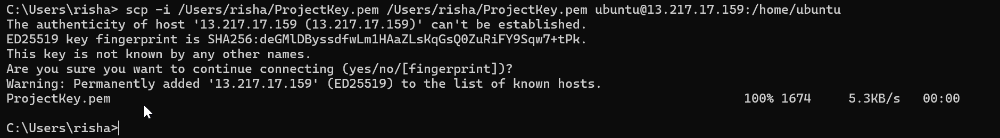 C:\Users\risha> scp -i /Users/risha/ProjectKey.pem /Users/risha/ProjectKey.pem ubuntu@13.217.17.159:/home/ubuntu
The authenticity of host '13.217.17.159 (13.217.17.159)' can't be established.
ED25519 key fingerprint is SHA256:deGMlDByssdfwLm1HAaZLsKqGsQ0ZuRiFY9Sqw7+tPk.
This key is not known by any other names.
Are you sure you want to continue connecting (yes/no/[fingerprint])?
Warning: Permanently added '13.217.17.159' (ED25519) to the list of known hosts.
ProjectKey.pem 100% 1674 5.3KB/s 00:00
C:\Users\risha>